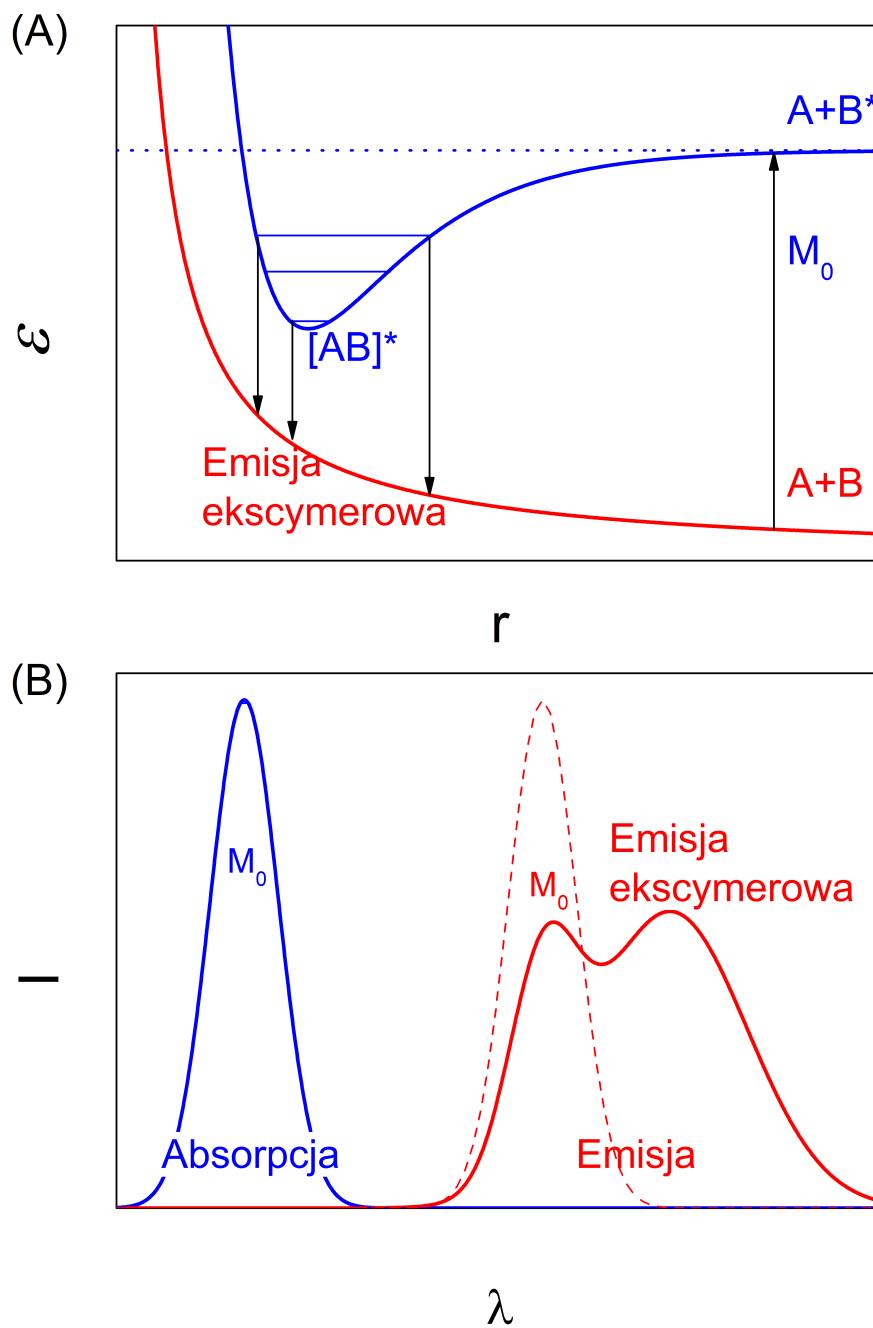 (A)
A+B*
M₀
ε
[AB]*
Emisja
ekscymerowa
A+B
r
(B)
M₀
Emisja
ekscymerowa
M₀
I
Absorpcja
Emisja
λ